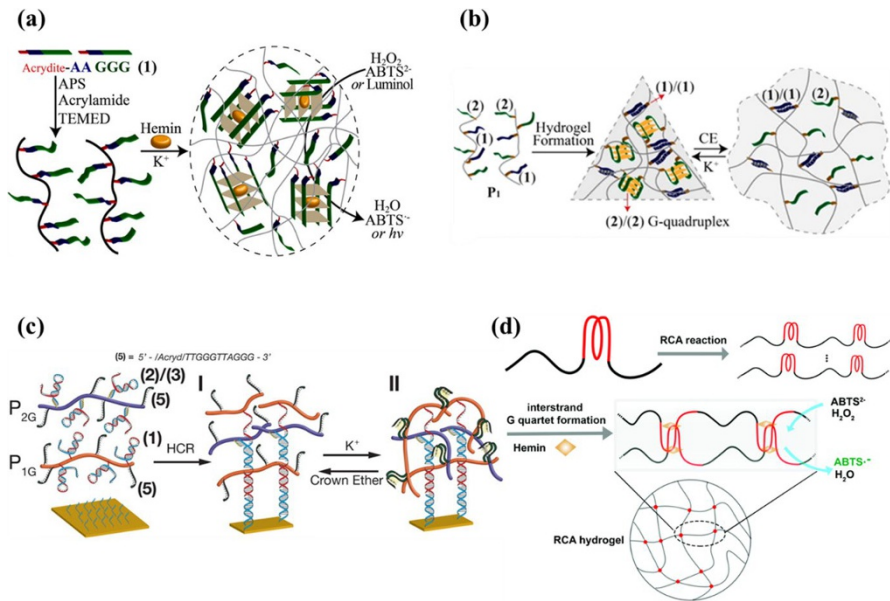 (a)
Acrydite-AA GGG (1)
APS
Acrylamide
TEMED
Hemin
K+
H2O2
ABTS2-
or Luminol
H2O
ABTS·-
or hv
(b)
(2) (2)
(1)
(1)
P1
Hydrogel
Formation
(1)/(1)
(2)/(2) G-quadruplex
CE
K+
(1)/(1) (2)
(c)
(5) = 5' - /Acryd/TTGGGTTAGGG - 3'
P2G
(2)/(3)
(5)
P1G
(1)
(5)
HCR
I
K+
Crown Ether
II
(d)
RCA reaction
interstrand
G quartet formation
Hemin
ABTS2-
H2O2
ABTS·+
H2O
RCA hydrogel